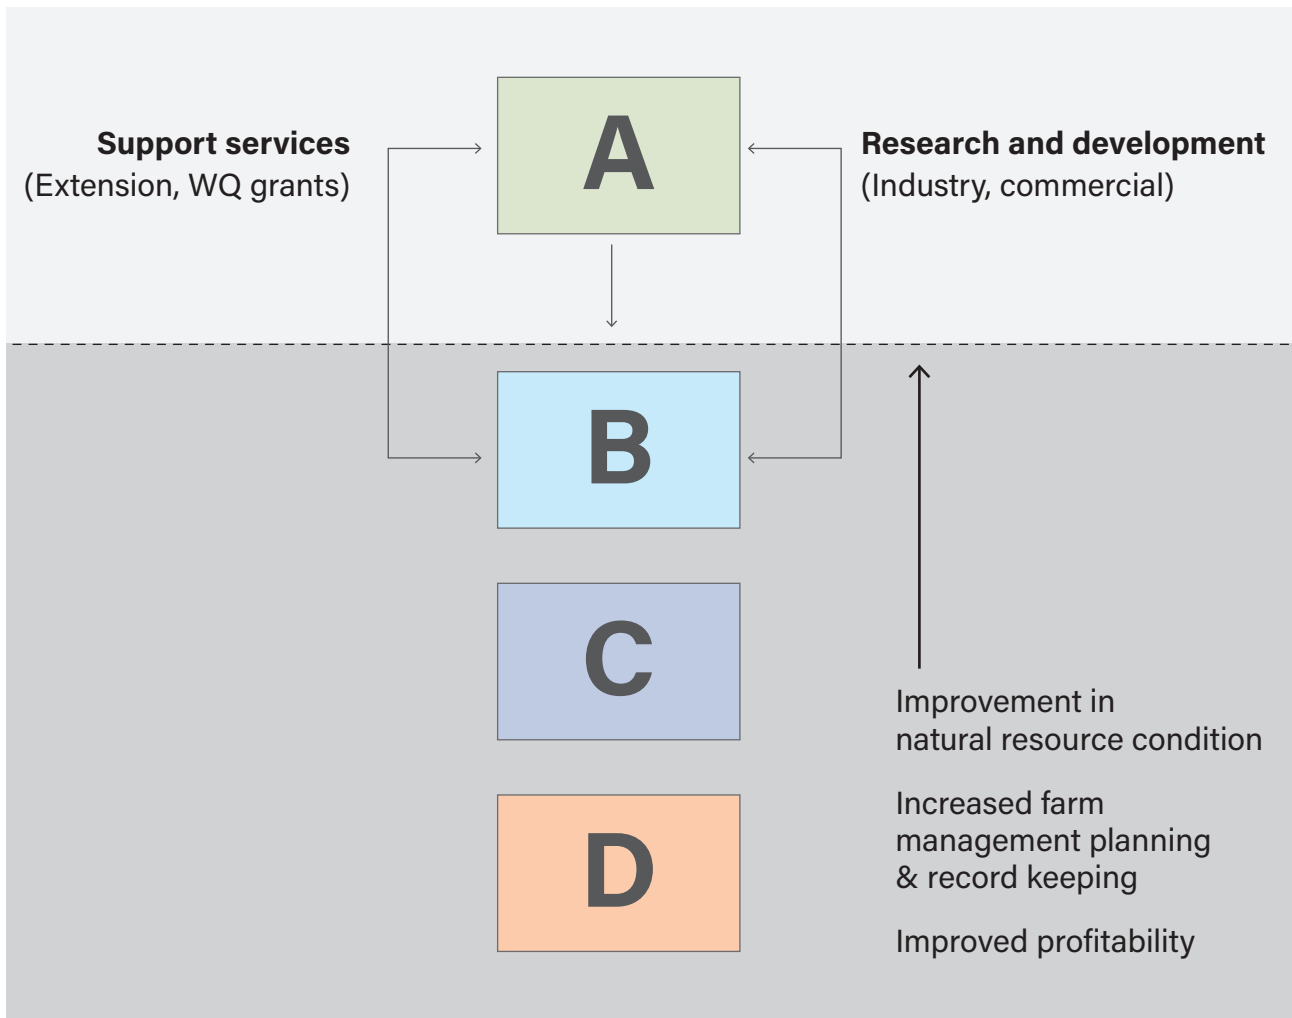 A
Support services
(Extension, WQ grants)
Research and development
(Industry, commercial)
B
C
D
Improvement in
natural resource condition
Increased farm
management planning
& record keeping
Improved profitability